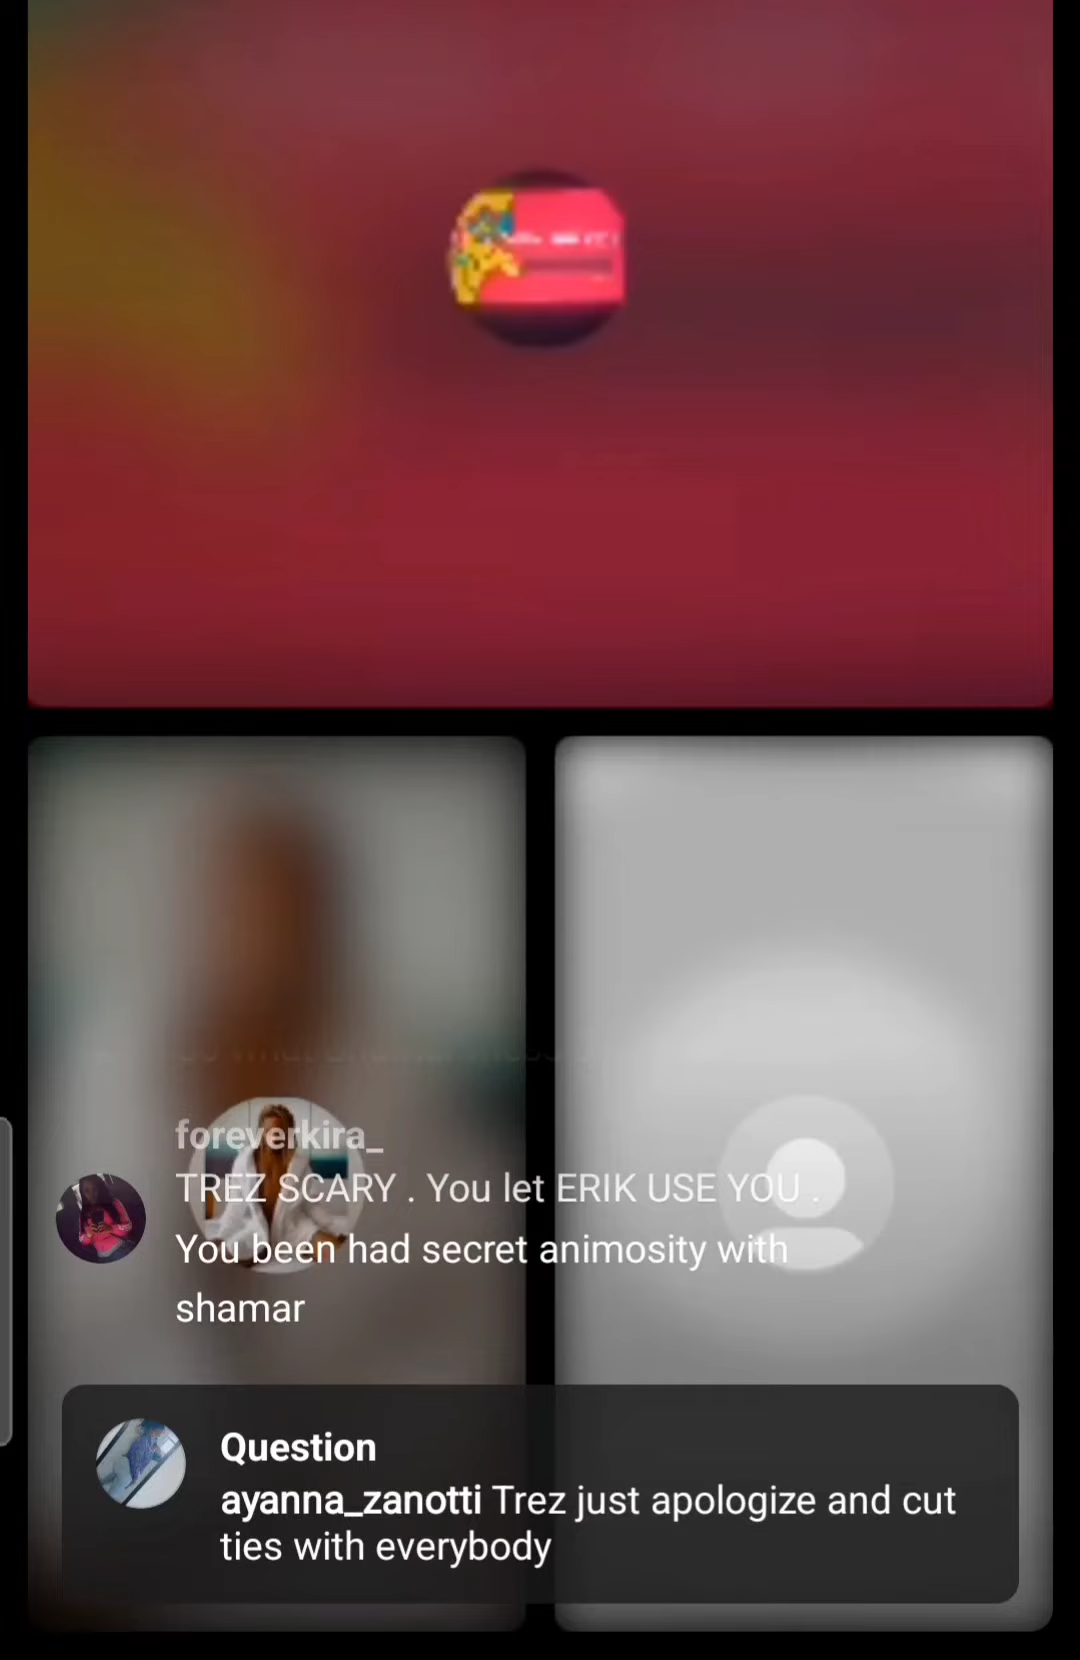 foreverkira_
TREZ SCARY . You let ERIK USE YOU .
You been had secret animosity with
shamar
Question
ayanna_zanotti Trez just apologize and cut
ties with everybody